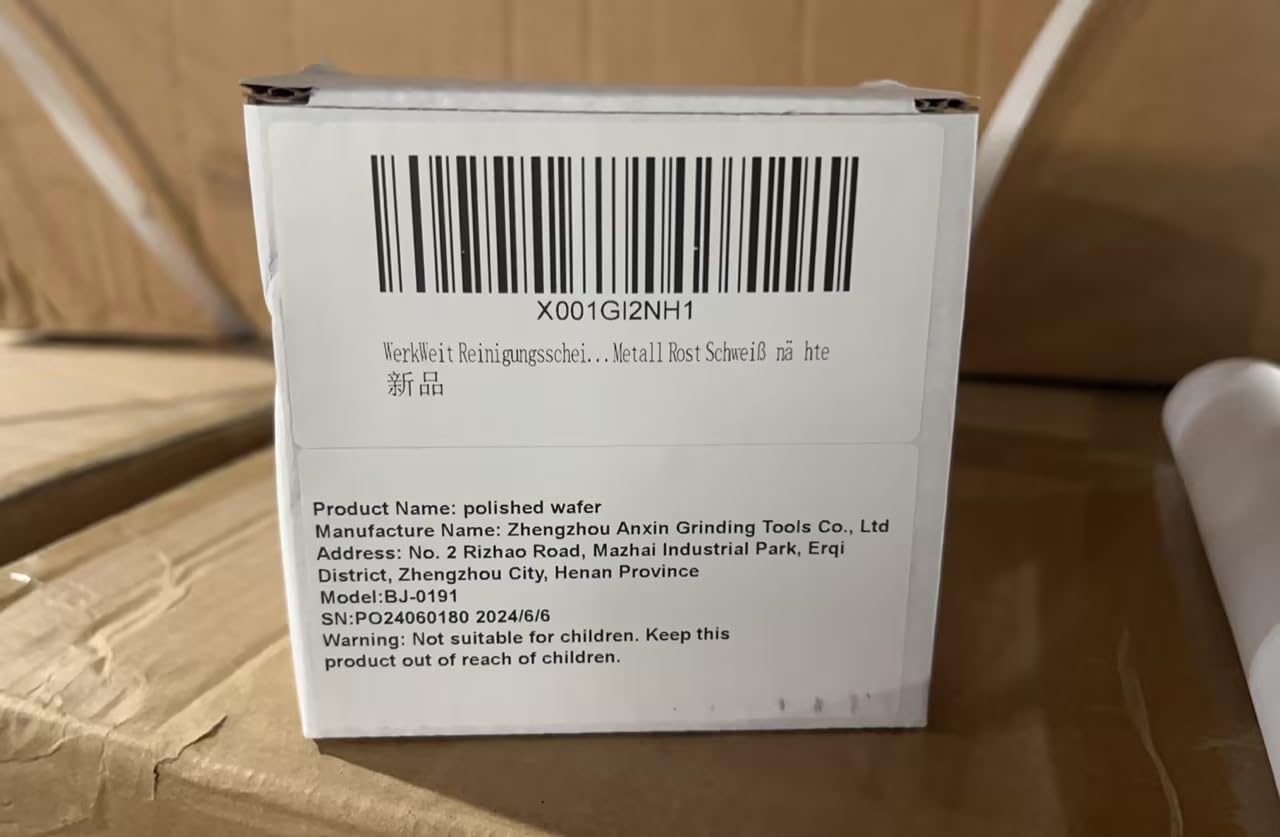 X001GI2NH1
WerkWeit Reinigungsschei...Metall Rost Schweiß nä hte
新品
Product Name: polished wafer
Manufacture Name: Zhengzhou Anxin Grinding Tools Co., Ltd
Address: No. 2 Rizhao Road, Mazhai Industrial Park, Erqi
District, Zhengzhou City, Henan Province
Model:BJ-0191
SN:PO24060180 2024/6/6
Warning: Not suitable for children. Keep this
product out of reach of children.